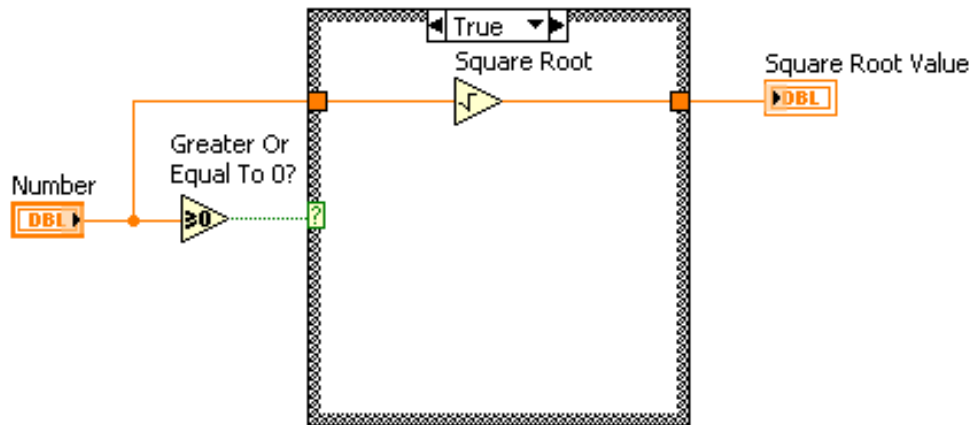 True
Square Root
Square Root Value
DBL
Greater Or
Equal To 0?
Number
DBL
≥0
?
√